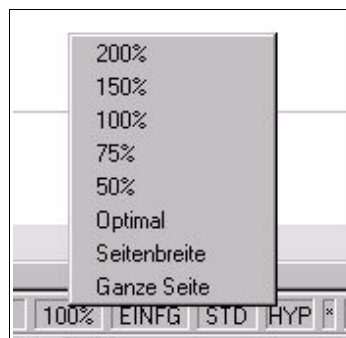 200%
150%
100%
75%
50%
Optimal
Seitenbreite
Ganze Seite
100% EINFG STD HYP *